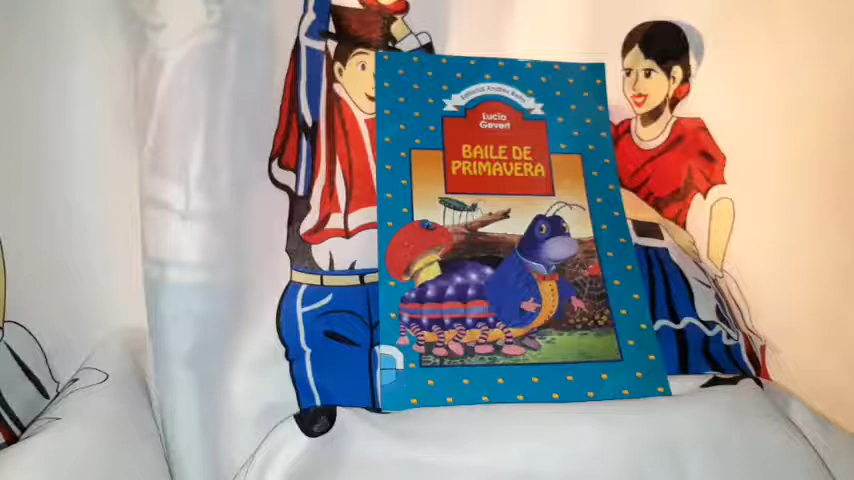 Editorial Andrés Bello
Lucía
Gevert
BAILE DE
PRIMAVERA